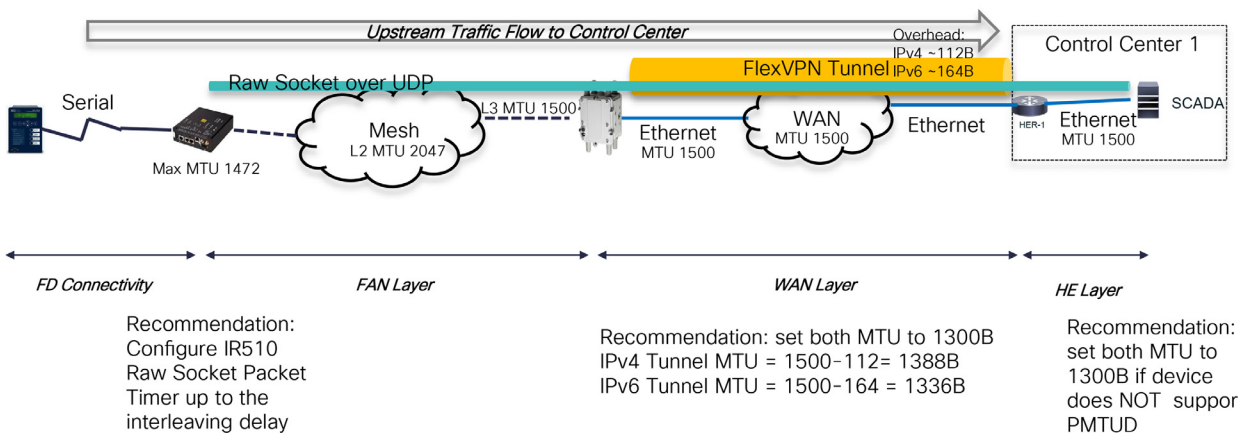 Upstream Traffic Flow to Control Center
Overhead:
IPv4 ~112B
IPv6 ~164B
Control Center 1
FlexVPN Tunnel
Raw Socket over UDP
Serial
L3 MTU 1500
Mesh
L2 MTU 2047
Max MTU 1472
Ethernet
MTU 1500
WAN
MTU 1500
Ethernet
HER-1
Ethernet
MTU 1500
SCADA
FD Connectivity
FAN Layer
WAN Layer
HE Layer
Recommendation:
Configure IR510
Raw Socket Packet
Timer up to the
interleaving delay
Recommendation: set both MTU to 1300B
IPv4 Tunnel MTU = 1500-112= 1388B
IPv6 Tunnel MTU = 1500-164 = 1336B
Recommendation:
set both MTU to
1300B if device
does NOT suppor
PMTUD